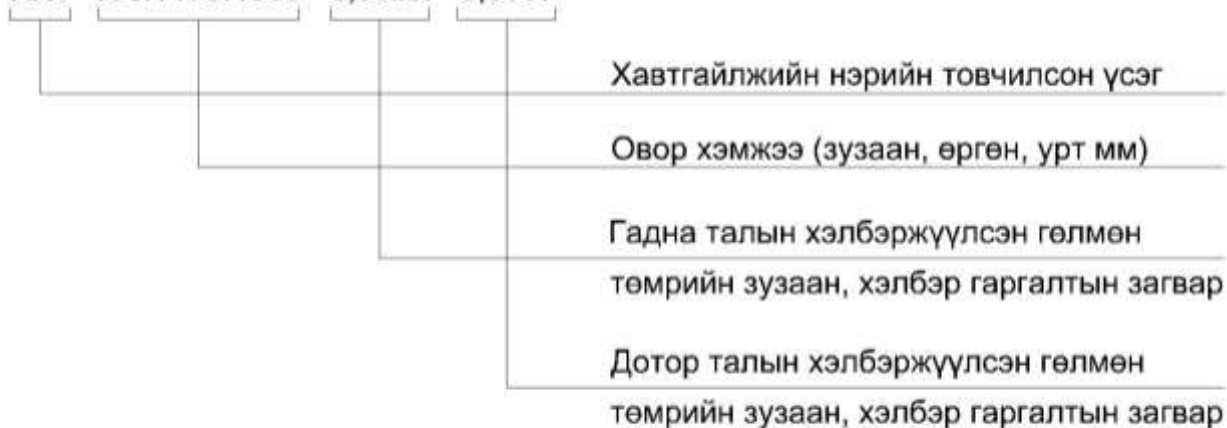 Хавтгайлжийн нэрийн товчилсон үсэг
Овор хэмжээ (зузаан, өргөн, урт мм)
Гадна талын хэлбэржүүлсэн гөлмөн
төмрийн зузаан, хэлбэр гаргалтын загвар
Дотор талын хэлбэржүүлсэн гөлмөн
төмрийн зузаан, хэлбэр гаргалтын загвар